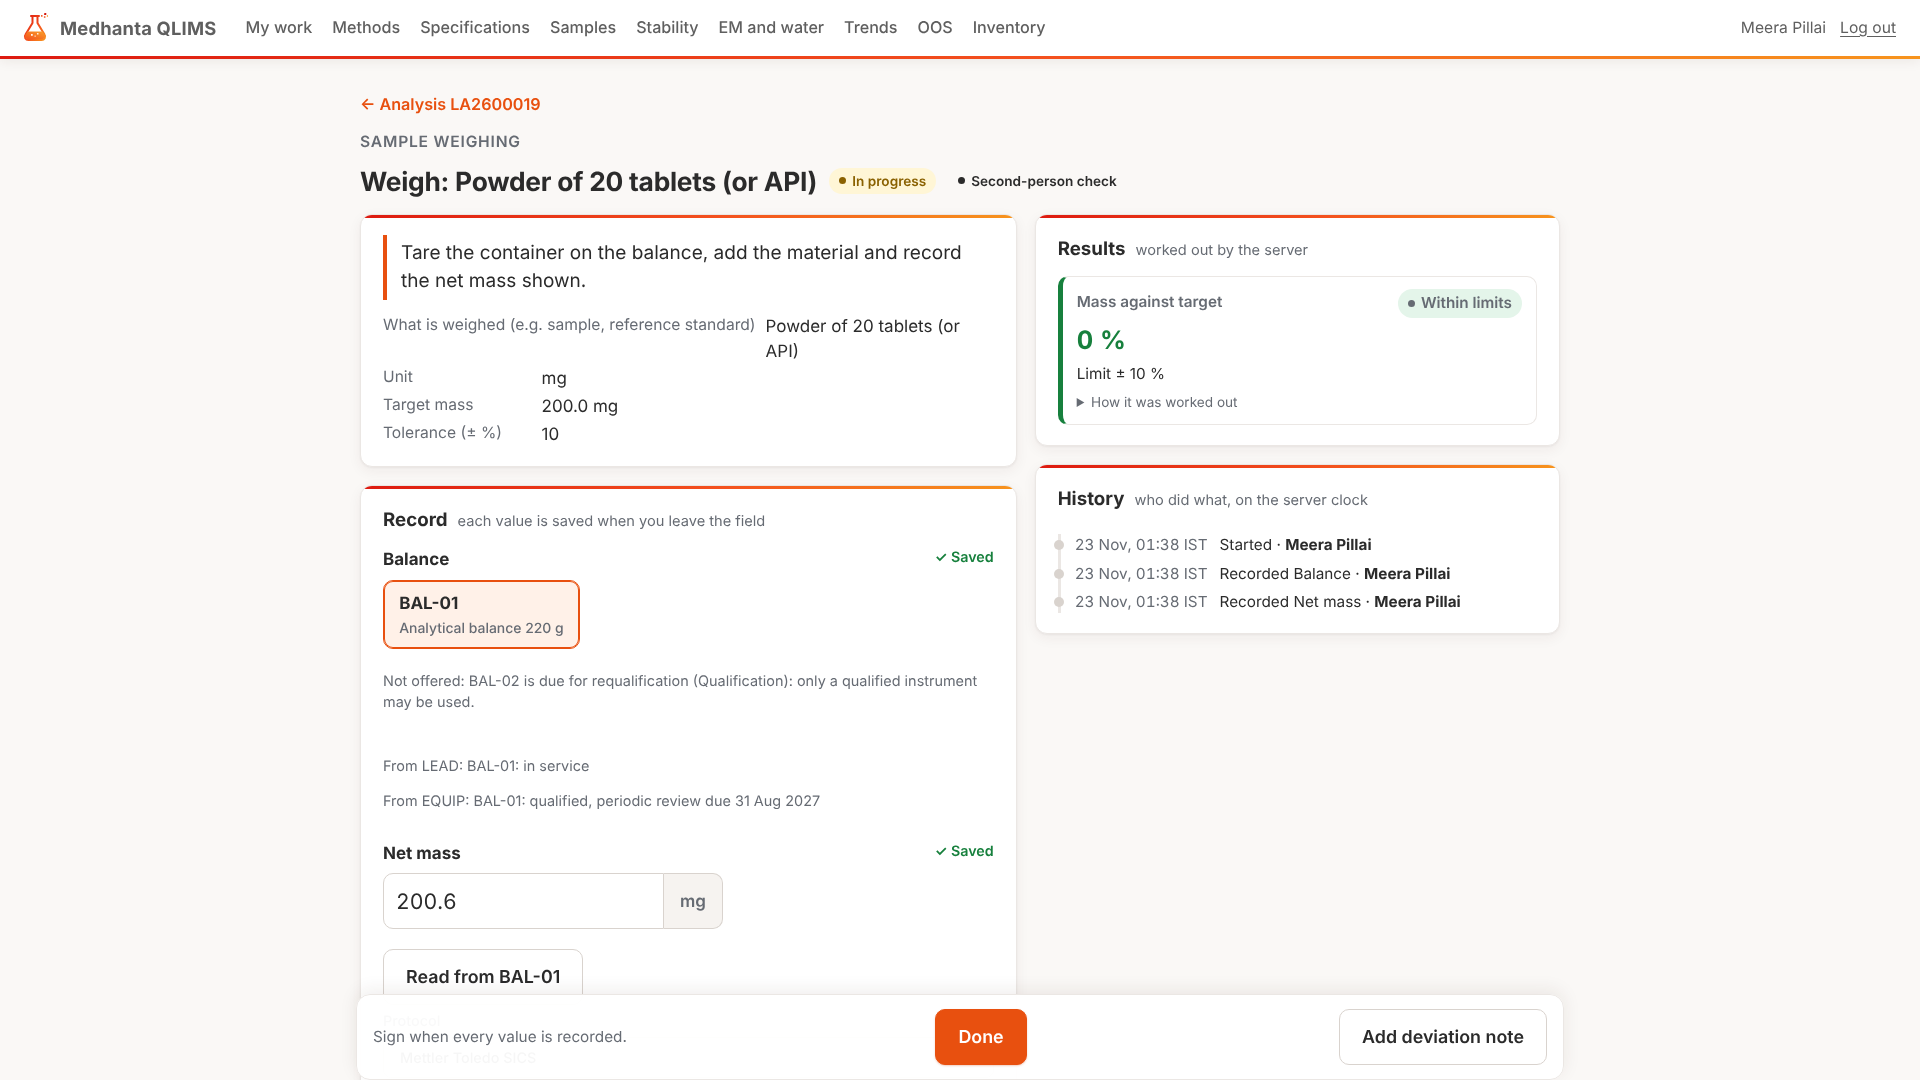 Medhanta QLIMS
My work
Methods
Specifications
Samples
Stability
EM and water
Trends
OOS
Inventory
Meera Pillai
Log out
← Analysis LA2600019
SAMPLE WEIGHING
Weigh: Powder of 20 tablets (or API)
In progress
Second-person check
Tare the container on the balance, add the material and record
the net mass shown.
What is weighed (e.g. sample, reference standard)
Powder of 20 tablets (or
API)
Unit
mg
Target mass
200.0 mg
Tolerance (± %)
10
Record
each value is saved when you leave the field
Balance
✓ Saved
BAL-01
Analytical balance 220 g
Not offered: BAL-02 is due for requalification (Qualification): only a qualified instrument
may be used.
From LEAD: BAL-01: in service
From EQUIP: BAL-01: qualified, periodic review due 31 Aug 2027
Net mass
✓ Saved
200.6
mg
Read from BAL-01
Protocol
Mettler Toledo SICS
Sign when every value is recorded.
Done
Add deviation note
Results
worked out by the server
Mass against target
Within limits
0 %
Limit ± 10 %
How it was worked out
History
who did what, on the server clock
23 Nov, 01:38 IST Started · Meera Pillai
23 Nov, 01:38 IST Recorded Balance · Meera Pillai
23 Nov, 01:38 IST Recorded Net mass · Meera Pillai